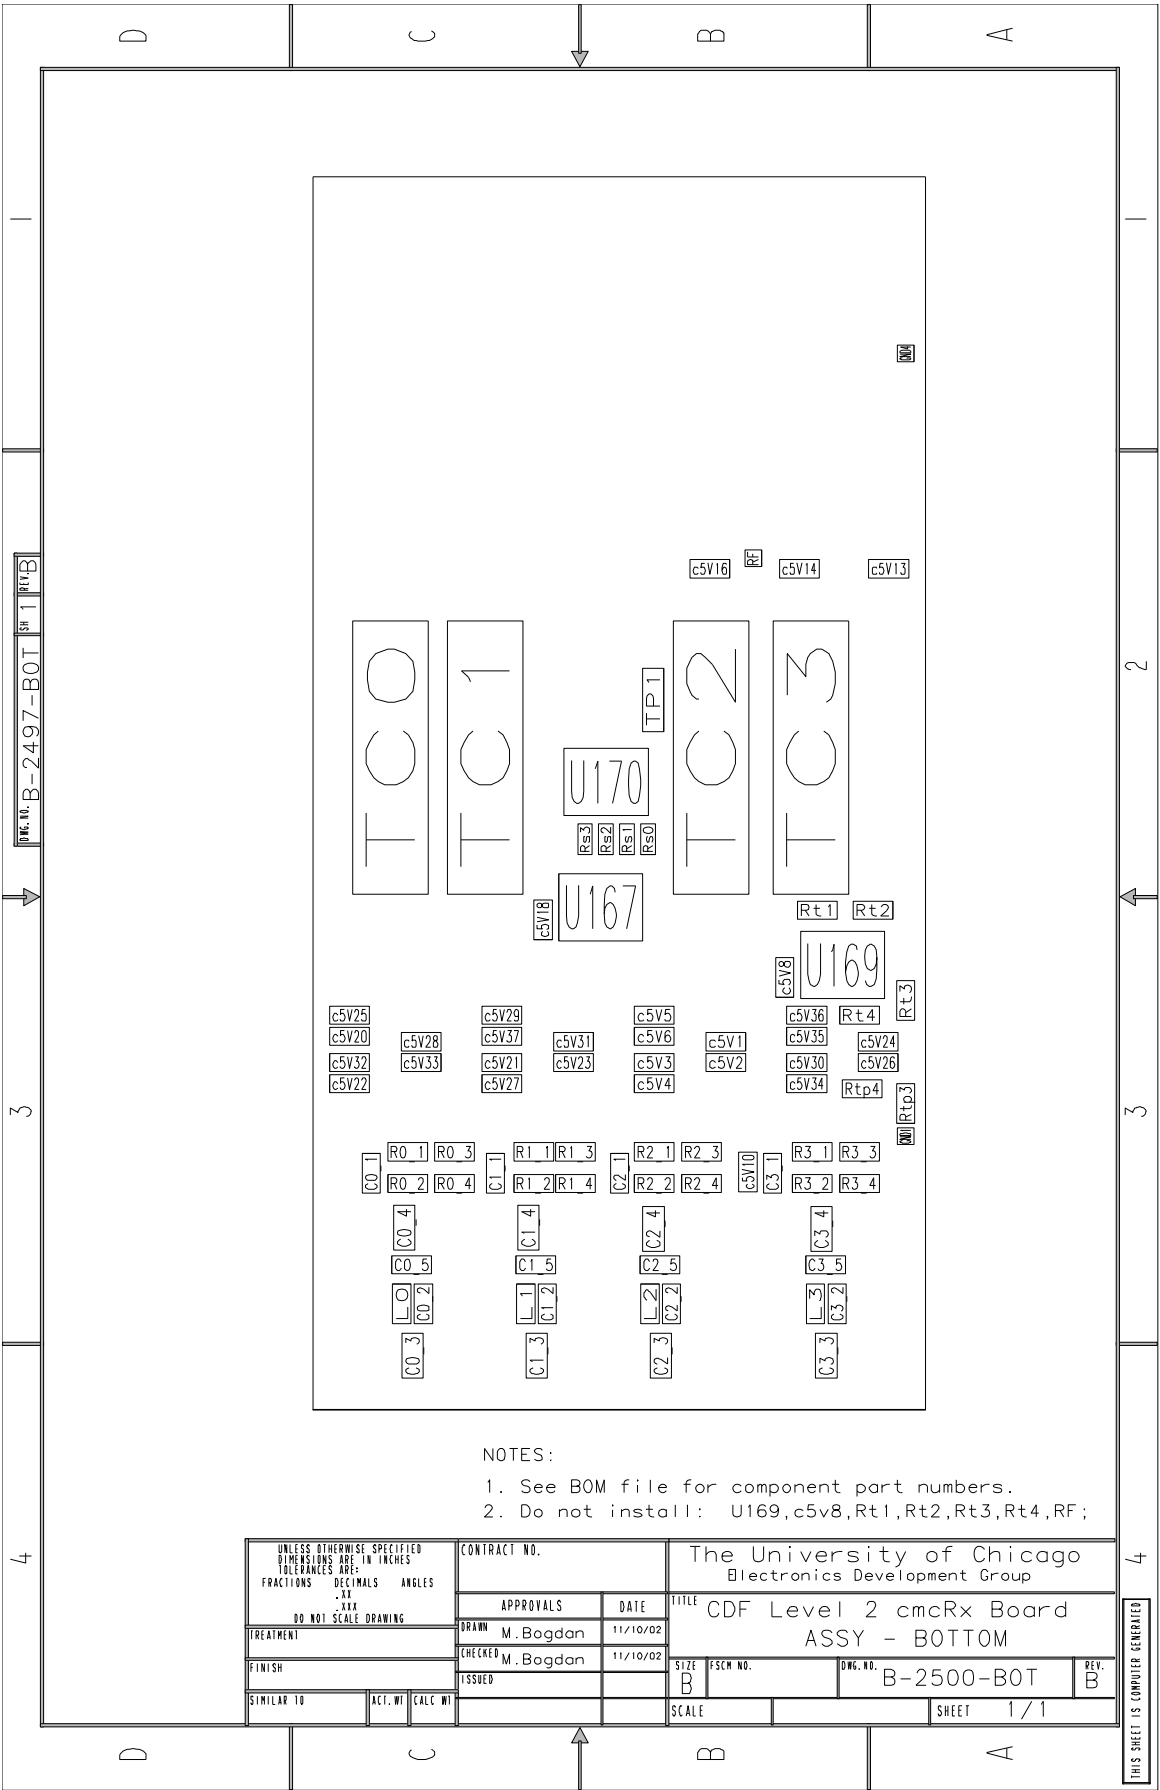 D C B A
1 1
GND4
c5V16 RF c5V14 c5V13
DWG. NO. B-2497-BOT SH 1 REV. B
2 2
TC0 TC1 TC2 TC3
TP1
U170
Rs3 Rs2 Rs1 Rs0
c5V18 U167
Rt1 Rt2
c5V8 U169
Rt3
c5V25 c5V29 c5V5 c5V36 Rt4
c5V20 c5V37 c5V6 c5V35
c5V28 c5V31 c5V1 c5V24
c5V32 c5V21 c5V3 c5V30
c5V33 c5V23 c5V2 c5V26
c5V22 c5V27 c5V4 c5V34
Rtp4 Rtp3
3 3
GND1
R0_1 R0_3 R1_1 R1_3 R2_1 R2_3 R3_1 R3_3
C0_1 C1_1 C2_1 c5V10 C3_1
R0_2 R0_4 R1_2 R1_4 R2_2 R2_4 R3_2 R3_4
C0_4 C1_4 C2_4 C3_4
C0_5 C1_5 C2_5 C3_5
L0 C0_2 L1 C1_2 L2 C2_2 L3 C3_2
C0_3 C1_3 C2_3 C3_3
NOTES:
1. See BOM file for component part numbers.
2. Do not install: U169,c5v8,Rt1,Rt2,Rt3,Rt4,RF;
4 4
UNLESS OTHERWISE SPECIFIED
DIMENSIONS ARE IN INCHES
TOLERANCES ARE:
FRACTIONS DECIMALS ANGLES
.XX
.XXX
DO NOT SCALE DRAWING
TREATMENT
FINISH
SIMILAR TO ACT. WT CALC WT
CONTRACT NO.
APPROVALS DATE
DRAWN M.Bogdan 11/10/02
CHECKED M.Bogdan 11/10/02
ISSUED
The University of Chicago
Electronics Development Group
TITLE CDF Level 2 cmcRx Board
ASSY - BOTTOM
SIZE B FSCM NO. DWG. NO. B-2500-BOT REV. B
SCALE SHEET 1/1
THIS SHEET IS COMPUTER GENERATED
D C B A